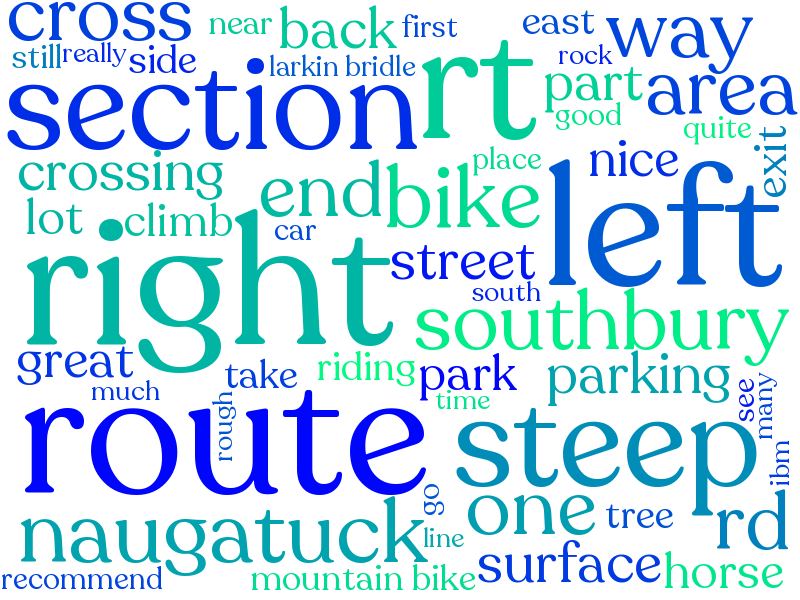 cross
near
back
first
east
way
still
really
side
larkin bridle
rt
rock
part
area
section
good
quite
crossing
place
nice
exit
lot
climb
end
bike
left
car
right
street
south
southbury
great
take
riding
park
parking
much
rough
time
see
many
route
steep
ibm
naugatuck
go
one
tree
rd
line
surface
recommend
mountain bike
horse